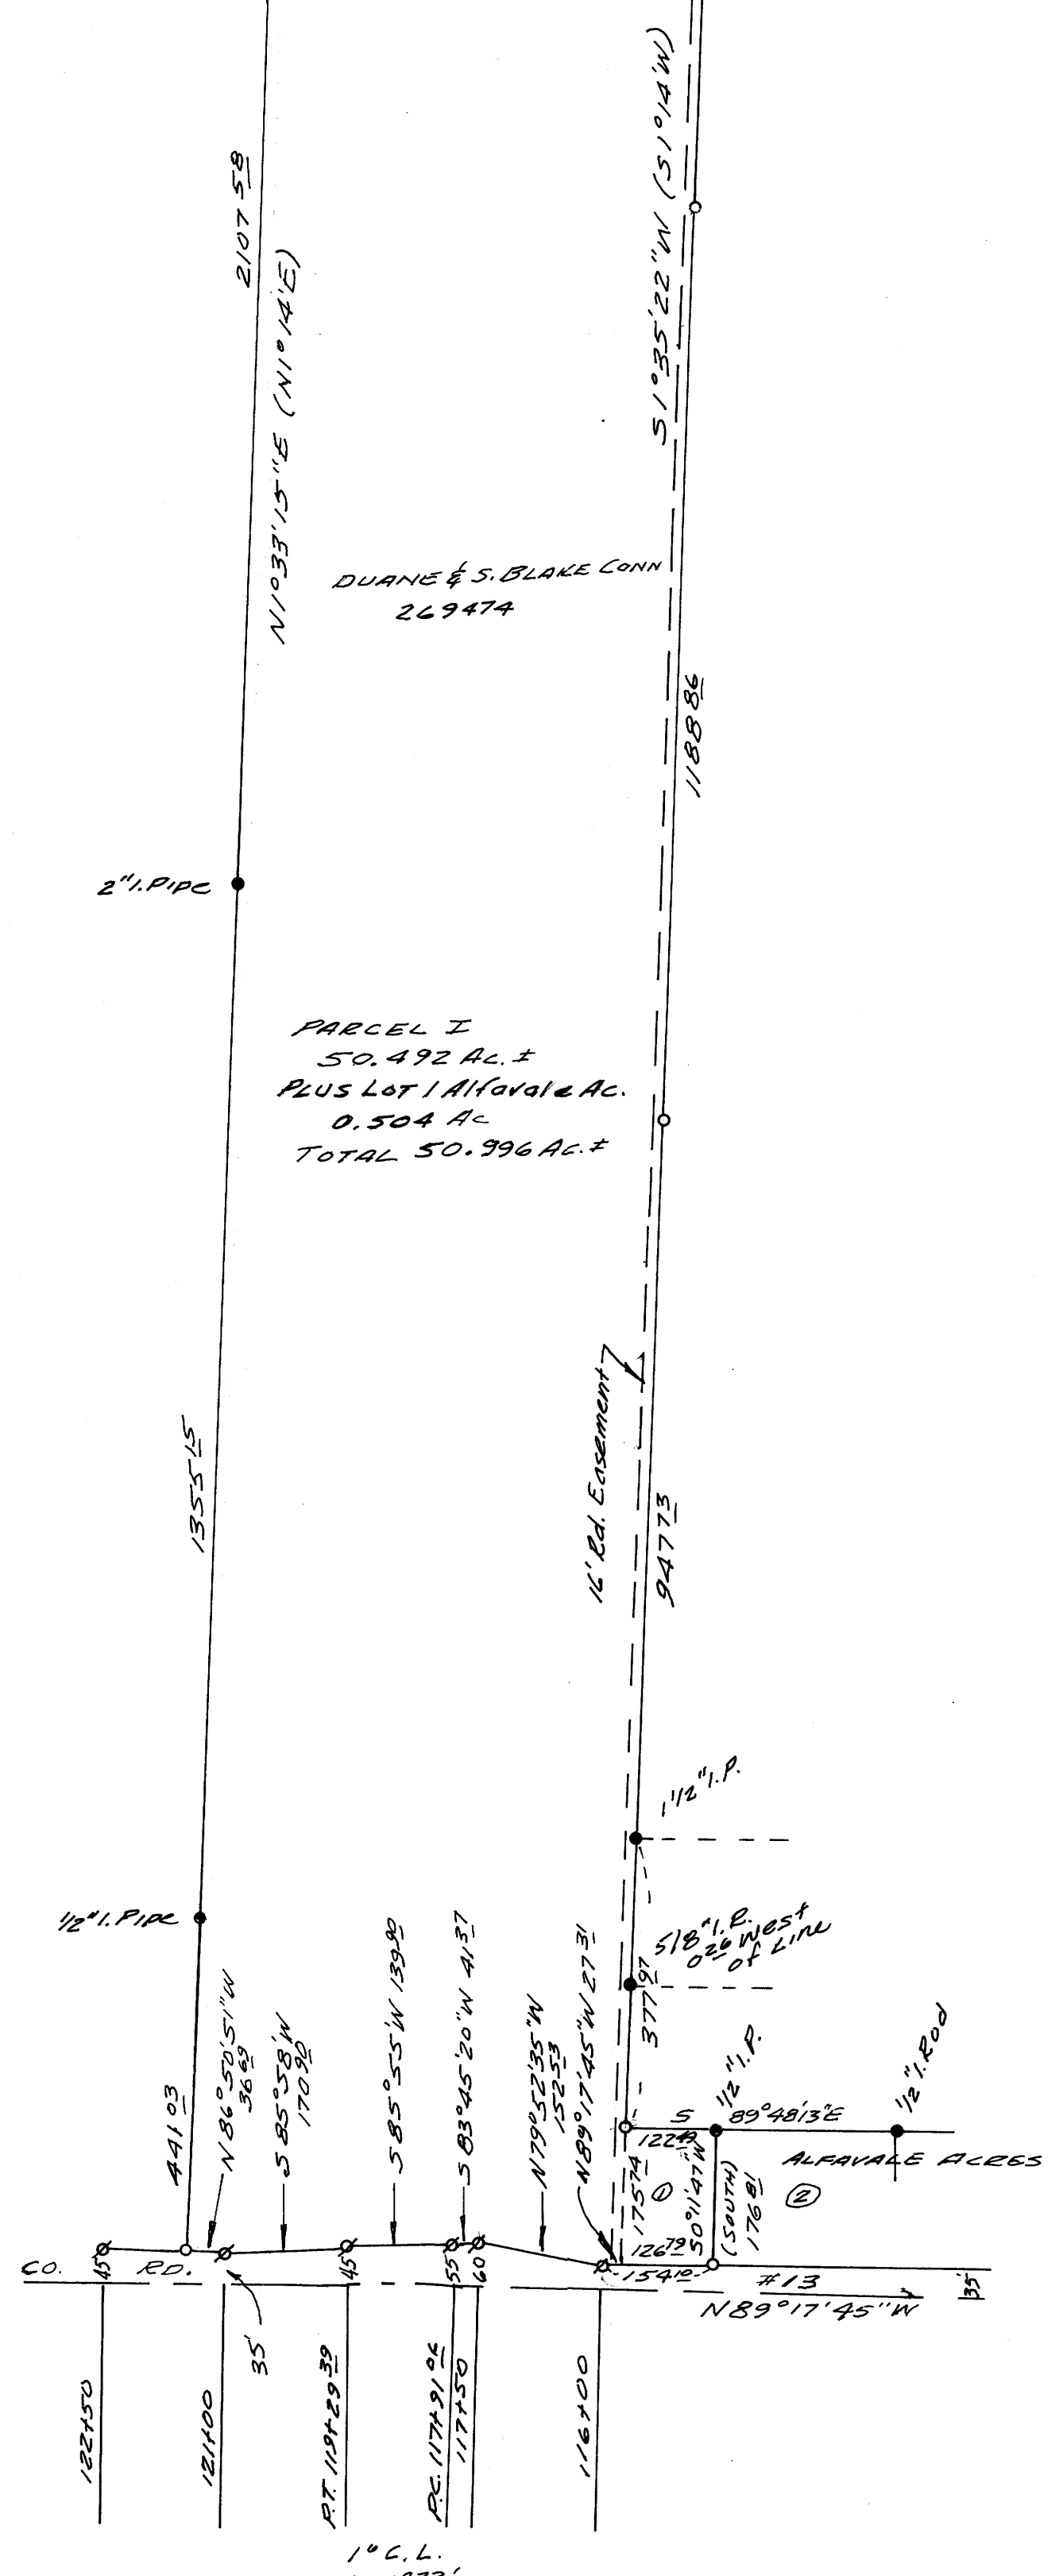 2107 58
N1°33'15"E (N1°14'E)
S1°35'22"W (S1°14'W)
DUANE & S. BLAKE CONN
269474
1188 86
2" I. Pipe
PARCEL I
50.492 Ac. ±
PLUS LOT 1 Alfavale Ac.
0.504 Ac
TOTAL 50.996 Ac. ±
1355 15
16' Rd. Easement
947 73
1 1/2" I.P.
1/2" I. Pipe
5/8" I.R.
0 26 West
of Line
377 97
441 03
N 86° 50' 51" W
36 69
S 85° 58' W
170 90
S 85° 55' W 139 90
S 83° 45' 20" W 41 37
N79° 52' 35" W
152 53
N89° 17' 45" W 27 31
1/2" I.P.
1/2" I. Rod
S 89° 48' 13" E
122 49
ALFAVALE ACRES
175 74
①
S0° 11' 47" W
(SOUTH)
176 81
②
126 79
154 10
CO. RD. #13
45'
45'
55'
60'
35'
N 89° 17' 45" W
35'
122+50
121+00
P.T. 119+29 39
P.C. 117+91 06
117+50
116+00
1° C.L.